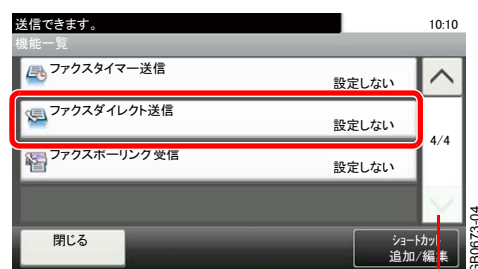 送信できます。
10:10
機能一覧
ファクスタイマー送信
設定しない
ファクスダイレクト送信
設定しない
4/4
ファクスポーリング受信
設定しない
閉じる
ショートカット
追加/編集
GB0673-04